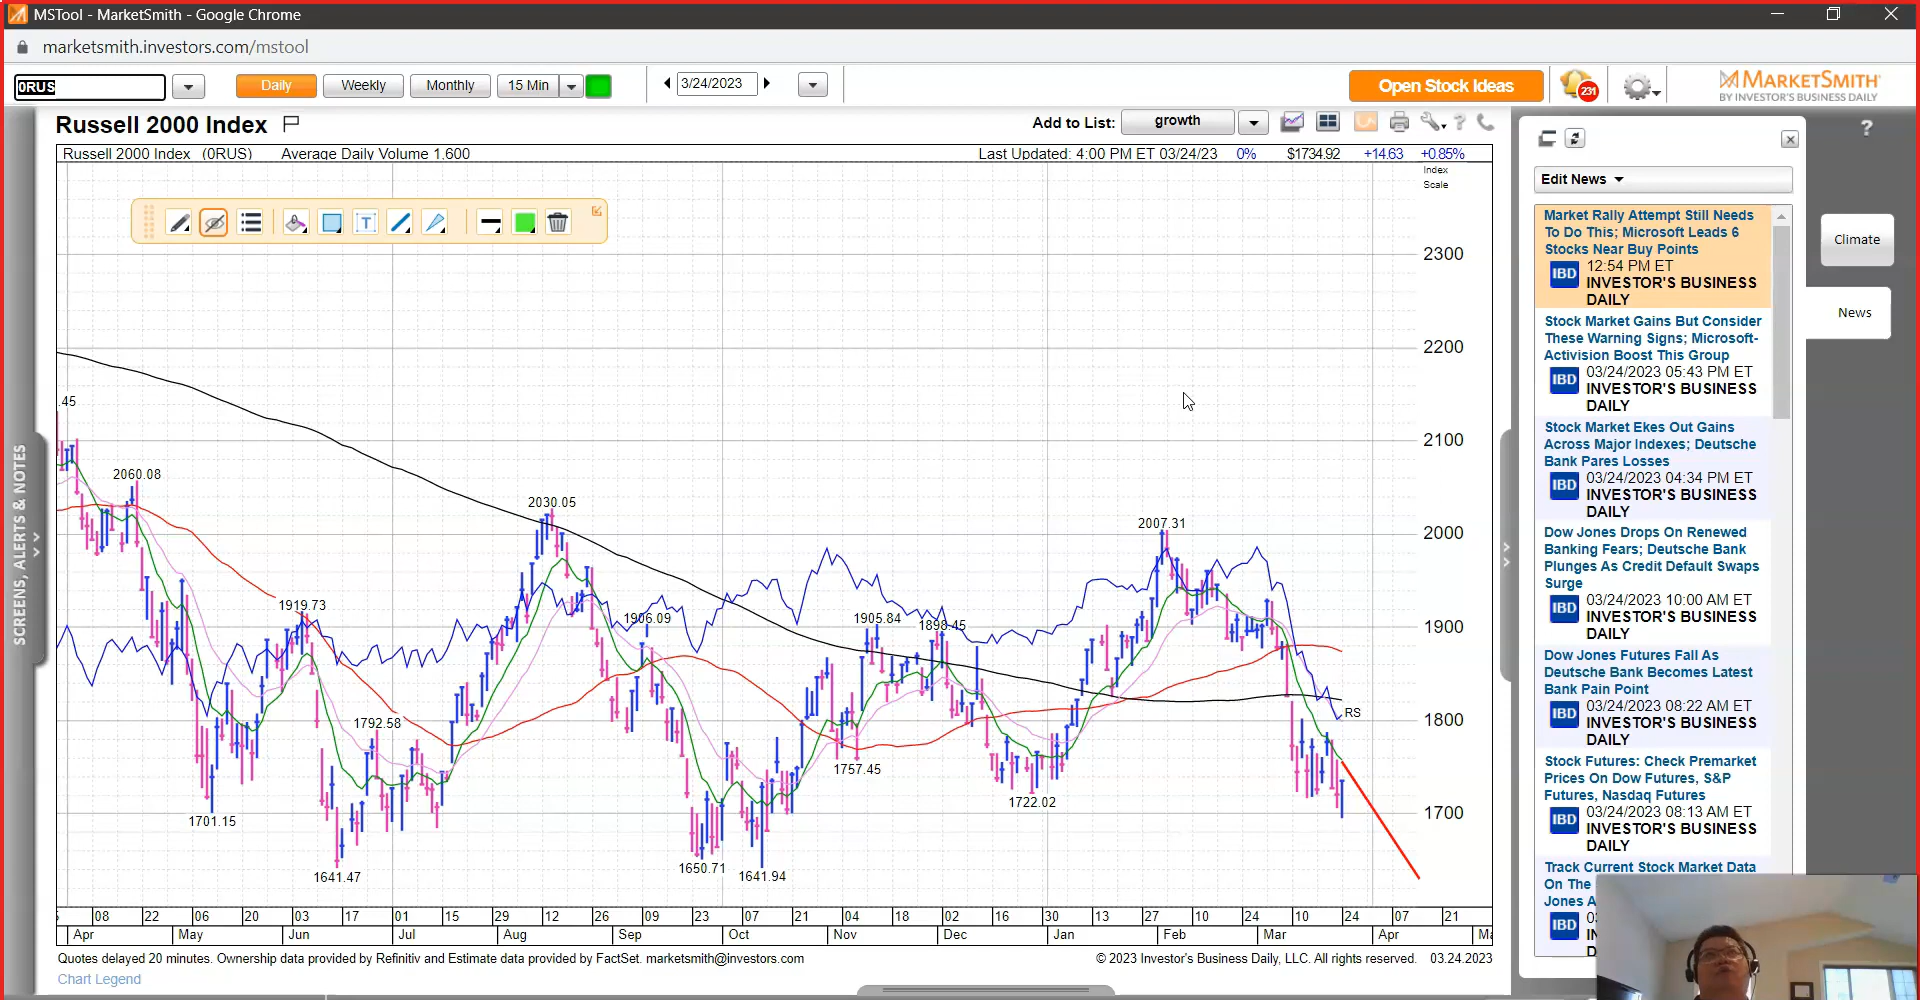 MSTool - MarketSmith - Google Chrome
marketsmith.investors.com/mstool
0RUS
Daily
Weekly
Monthly
15 Min
3/24/2023
Open Stock Ideas
231
MARKETSMITH
BY INVESTOR'S BUSINESS DAILY
Russell 2000 Index
Add to List:
growth
?
?
Russell 2000 Index (0RUS) Average Daily Volume 1.600
Last Updated: 4:00 PM ET 03/24/23 0% $1734.92 +14.63 +0.85%
Index
Scale
T
2300
2200
2100
2000
1900
1800
1700
.45
2060.08
2030.05
2007.31
1919.73
1906.09
1905.84
1898.45
1792.58
RS
1757.45
1722.02
1701.15
1641.47
1650.71
1641.94
08 22 06 20 03 17 01 15 29 12 26 09 23 07 21 04 18 02 16 30 13 27 10 24 10 24 07 21
Apr May Jun Jul Aug Sep Oct Nov Dec Jan Feb Mar Apr
Quotes delayed 20 minutes. Ownership data provided by Refinitiv and Estimate data provided by FactSet. marketsmith@investors.com
© 2023 Investor's Business Daily, LLC. All rights reserved. 03.24.2023
Chart Legend
SCREENS, ALERTS & NOTES
Edit News
Market Rally Attempt Still Needs
To Do This; Microsoft Leads 6
Stocks Near Buy Points
IBD
12:54 PM ET
INVESTOR'S BUSINESS
DAILY
Stock Market Gains But Consider
These Warning Signs; Microsoft-
Activision Boost This Group
IBD
03/24/2023 05:43 PM ET
INVESTOR'S BUSINESS
DAILY
Stock Market Ekes Out Gains
Across Major Indexes; Deutsche
Bank Pares Losses
IBD
03/24/2023 04:34 PM ET
INVESTOR'S BUSINESS
DAILY
Dow Jones Drops On Renewed
Banking Fears; Deutsche Bank
Plunges As Credit Default Swaps
Surge
IBD
03/24/2023 10:00 AM ET
INVESTOR'S BUSINESS
DAILY
Dow Jones Futures Fall As
Deutsche Bank Becomes Latest
Bank Pain Point
IBD
03/24/2023 08:22 AM ET
INVESTOR'S BUSINESS
DAILY
Stock Futures: Check Premarket
Prices On Dow Futures, S&P
Futures, Nasdaq Futures
IBD
03/24/2023 08:13 AM ET
INVESTOR'S BUSINESS
DAILY
Track Current Stock Market Data
On The
Jones A
IBD
Climate
News